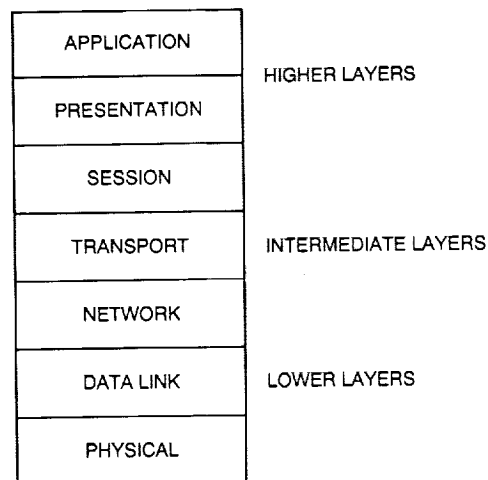 APPLICATION
HIGHER LAYERS
PRESENTATION
SESSION
TRANSPORT
INTERMEDIATE LAYERS
NETWORK
DATA LINK
LOWER LAYERS
PHYSICAL